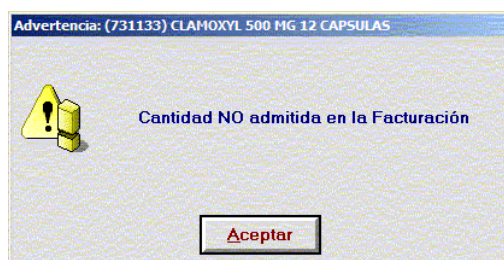 Advertencia: (731133) CLAMOXYL 500 MG 12 CAPSULAS
Cantidad NO admitida en la Facturación
Aceptar